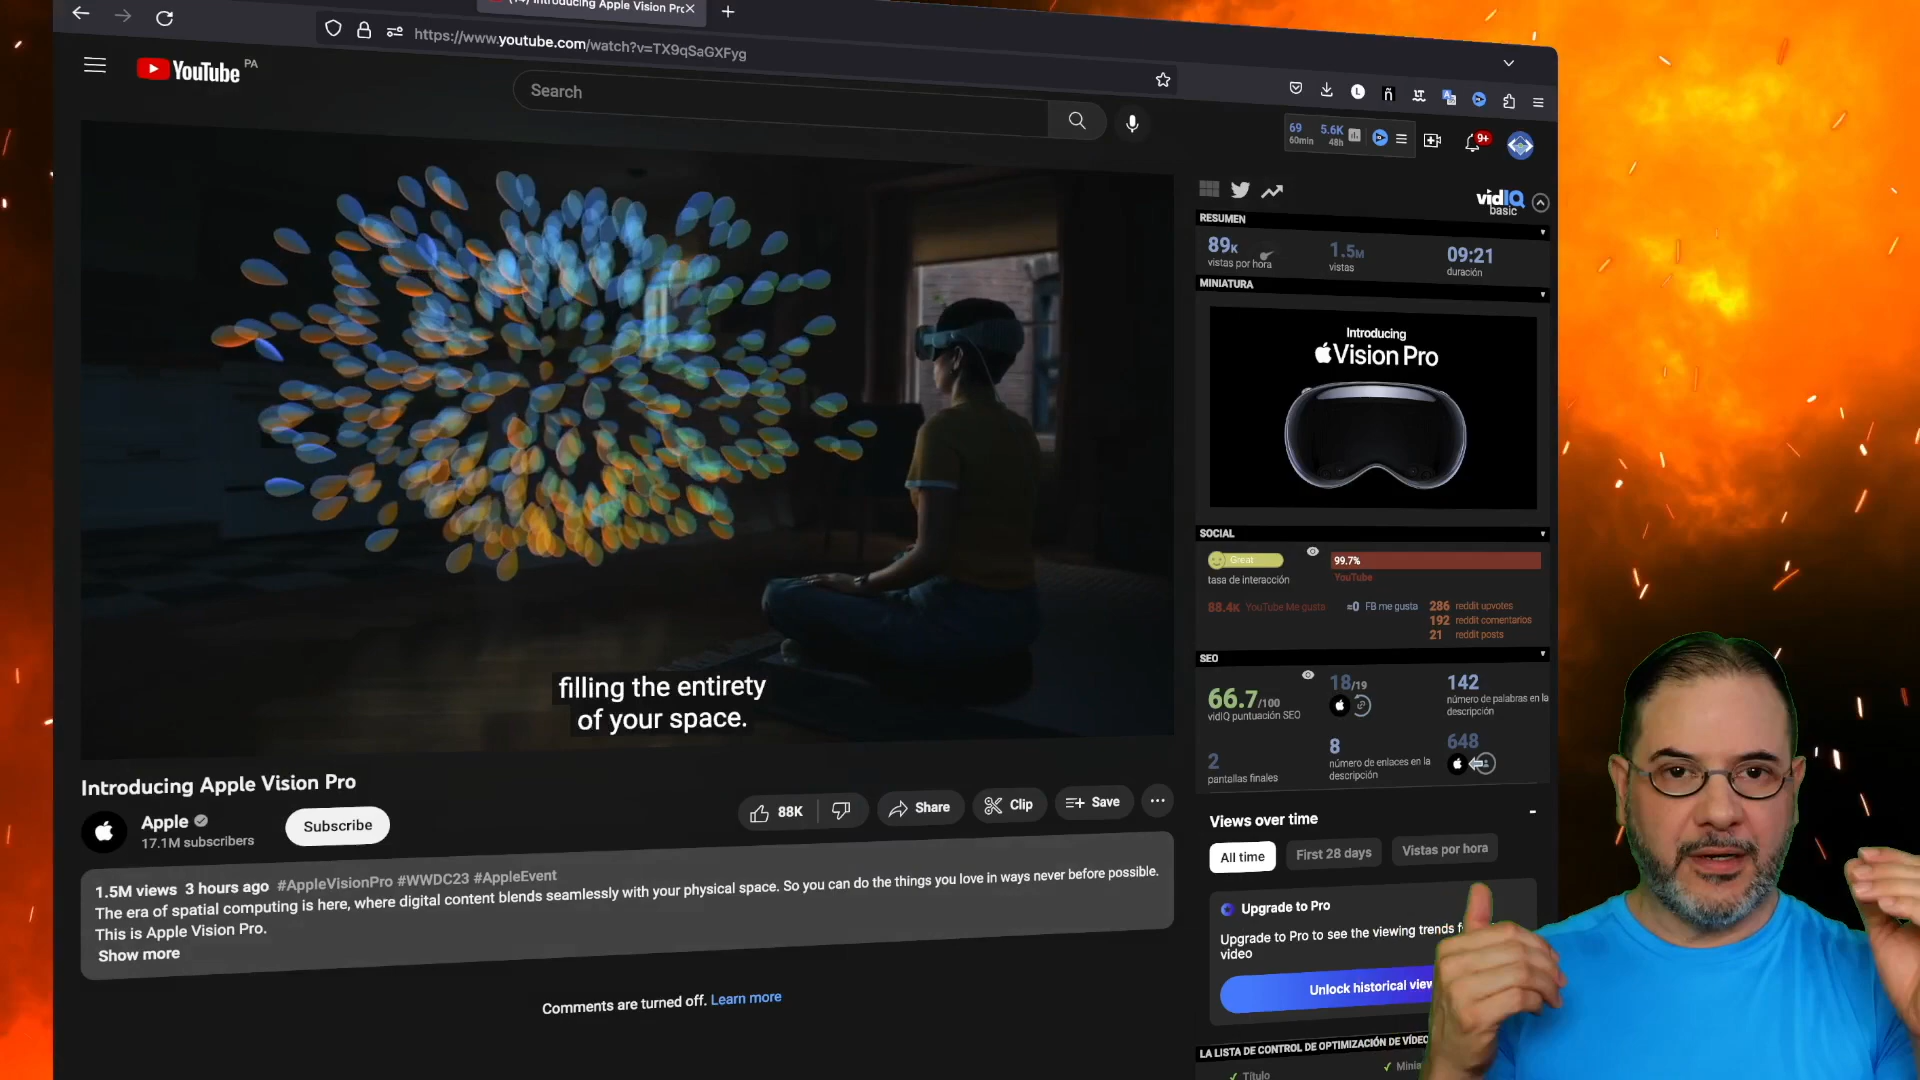 Introducing Apple Vision Pro
https://www.youtube.com/watch?v=TX9qSaGXFyg
YouTube PA
Search
69 5.6K
60min 48h
9+
filling the entirety
of your space.
Introducing Apple Vision Pro
Apple
17.1M subscribers
Subscribe
88K
Share
Clip
Save
1.5M views 3 hours ago #AppleVisionPro #WWDC23 #AppleEvent
The era of spatial computing is here, where digital content blends seamlessly with your physical space. So you can do the things you love in ways never before possible.
This is Apple Vision Pro.
Show more
Comments are turned off. Learn more
vidIQ
basic
RESUMEN
89K 1.5M 09:21
vistas por hora vistas duración
MINIATURA
Introducing
Vision Pro
SOCIAL
Great 99.7%
tasa de interacción YouTube
88.4K YouTube Me gusta ≈0 FB me gusta 286 reddit upvotes
192 reddit comentarios
21 reddit posts
SEO
66.7/100 18/19 142
vidIQ puntuación SEO número de palabras en la
descripción
2 8 648
pantallas finales número de enlaces en la
descripción
Views over time
All time First 28 days Vistas por hora
Upgrade to Pro
Upgrade to Pro to see the viewing trends
video
Unlock historical
LA LISTA DE CONTROL DE OPTIMIZACIÓN DE VÍDEO
Título